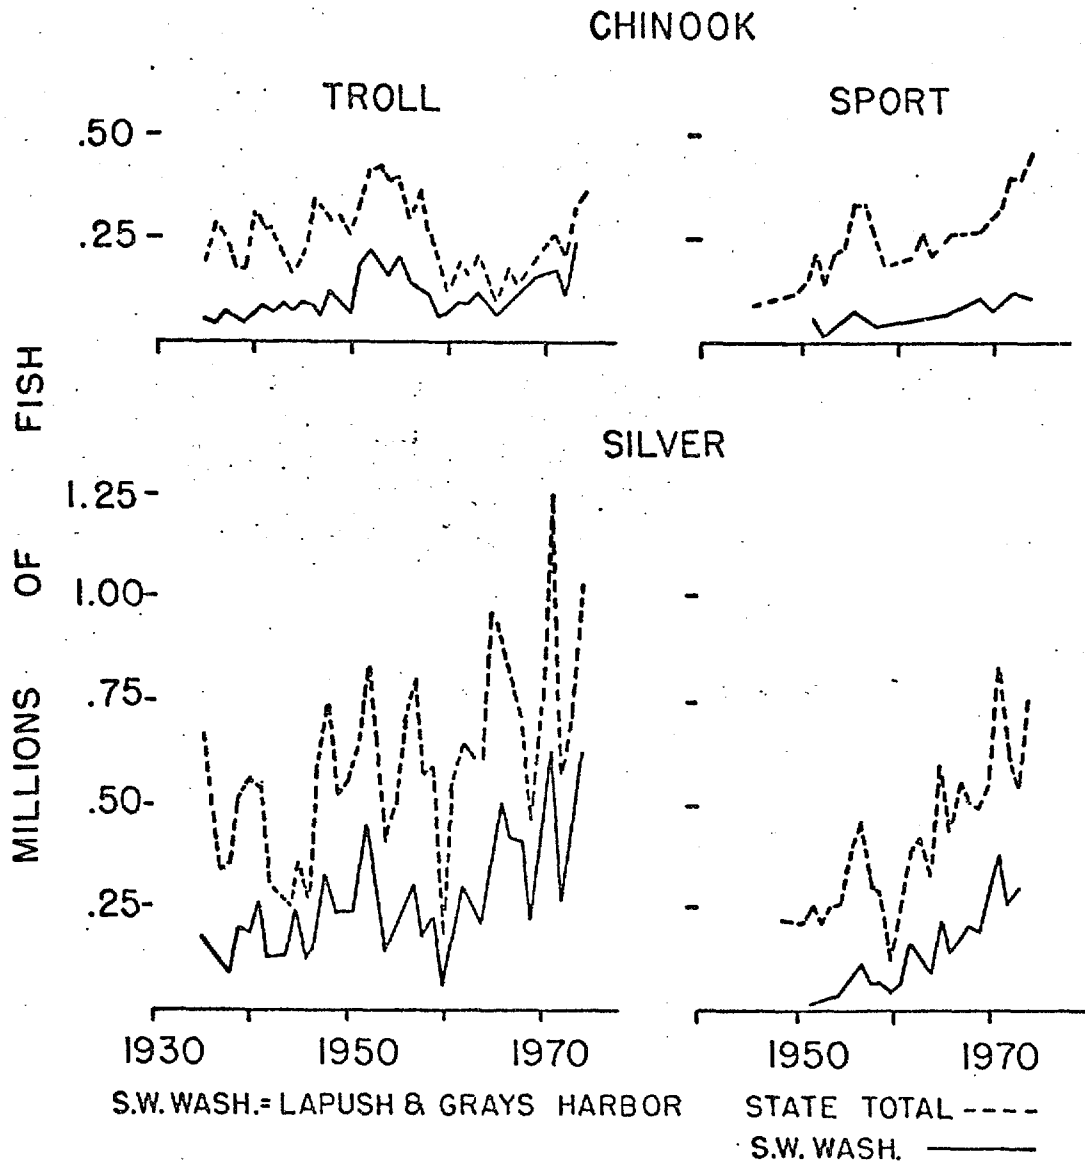 CHINOOK
TROLL
SPORT
.50
.25
SILVER
1.25
1.00
.75
.50
.25
MILLIONS OF FISH
1930 1950 1970
1950 1970
S.W. WASH.= LAPUSH & GRAYS HARBOR
STATE TOTAL ----
S.W. WASH.